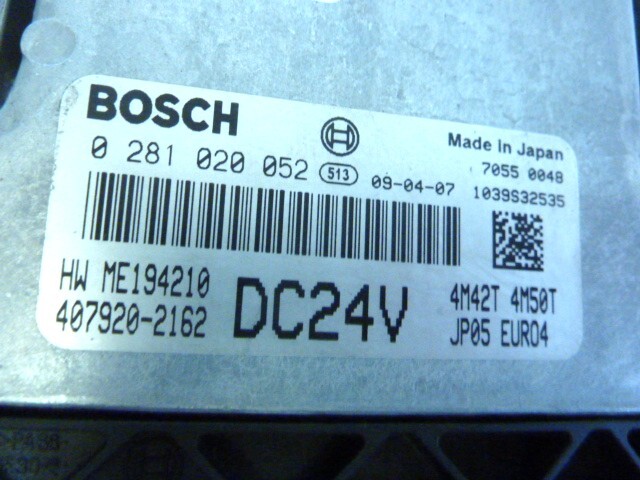 BOSCH
Made In Japan
0 281 020 052 513 09-04-07
7055 0048
1039S32535
HW ME194210
407920-2162
DC24V
4M42T 4M50T
JP05 EURO4